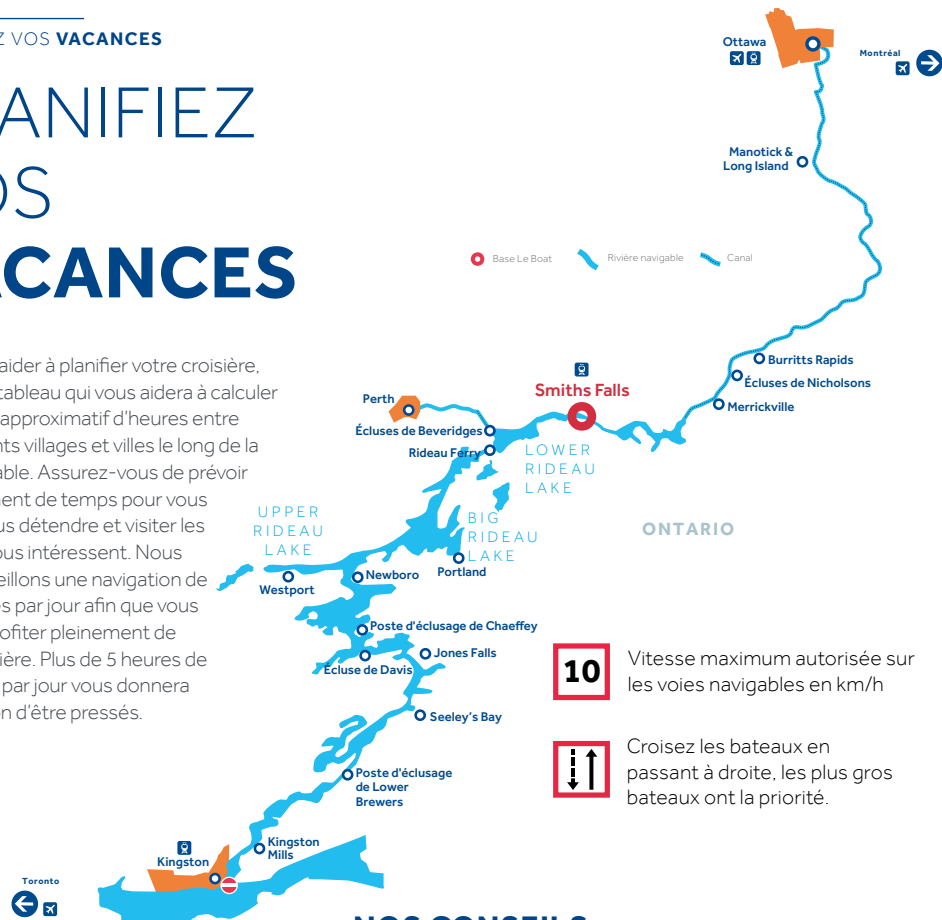 Z VOS VACANCES
ANIFIEZ
OS
ACANCES
aider à planifier votre croisière,
tableau qui vous aidera à calculer
approximatif d'heures entre
nts villages et villes le long de la
able. Assurez-vous de prévoir
ment de temps pour vous
us détendre et visiter les
ous intéressent. Nous
eillons une navigation de
es par jour afin que vous
ofiter pleinement de
ière. Plus de 5 heures de
par jour vous donnera
on d'être pressés.
Ottawa
Montréal
Manotick &
Long Island
Base Le Boat
Rivière navigable
Canal
Burritts Rapids
Écluses de Nicholsons
Merrickville
Smiths Falls
Perth
Écluses de Beveridges
Rideau Ferry
LOWER
RIDEAU
LAKE
UPPER
RIDEAU
LAKE
BIG
RIDEAU
LAKE
ONTARIO
Portland
Newboro
Westport
Poste d'éclusage de Chaeffey
Jones Falls
Écluse de Davis
Seeley's Bay
Poste d'éclusage
de Lower
Brewers
Kingston
Mills
Kingston
Toronto
10
Vitesse maximum autorisée sur
les voies navigables en km/h
Croisez les bateaux en
passant à droite, les plus gros
bateaux ont la priorité.
NOS CONSEILS